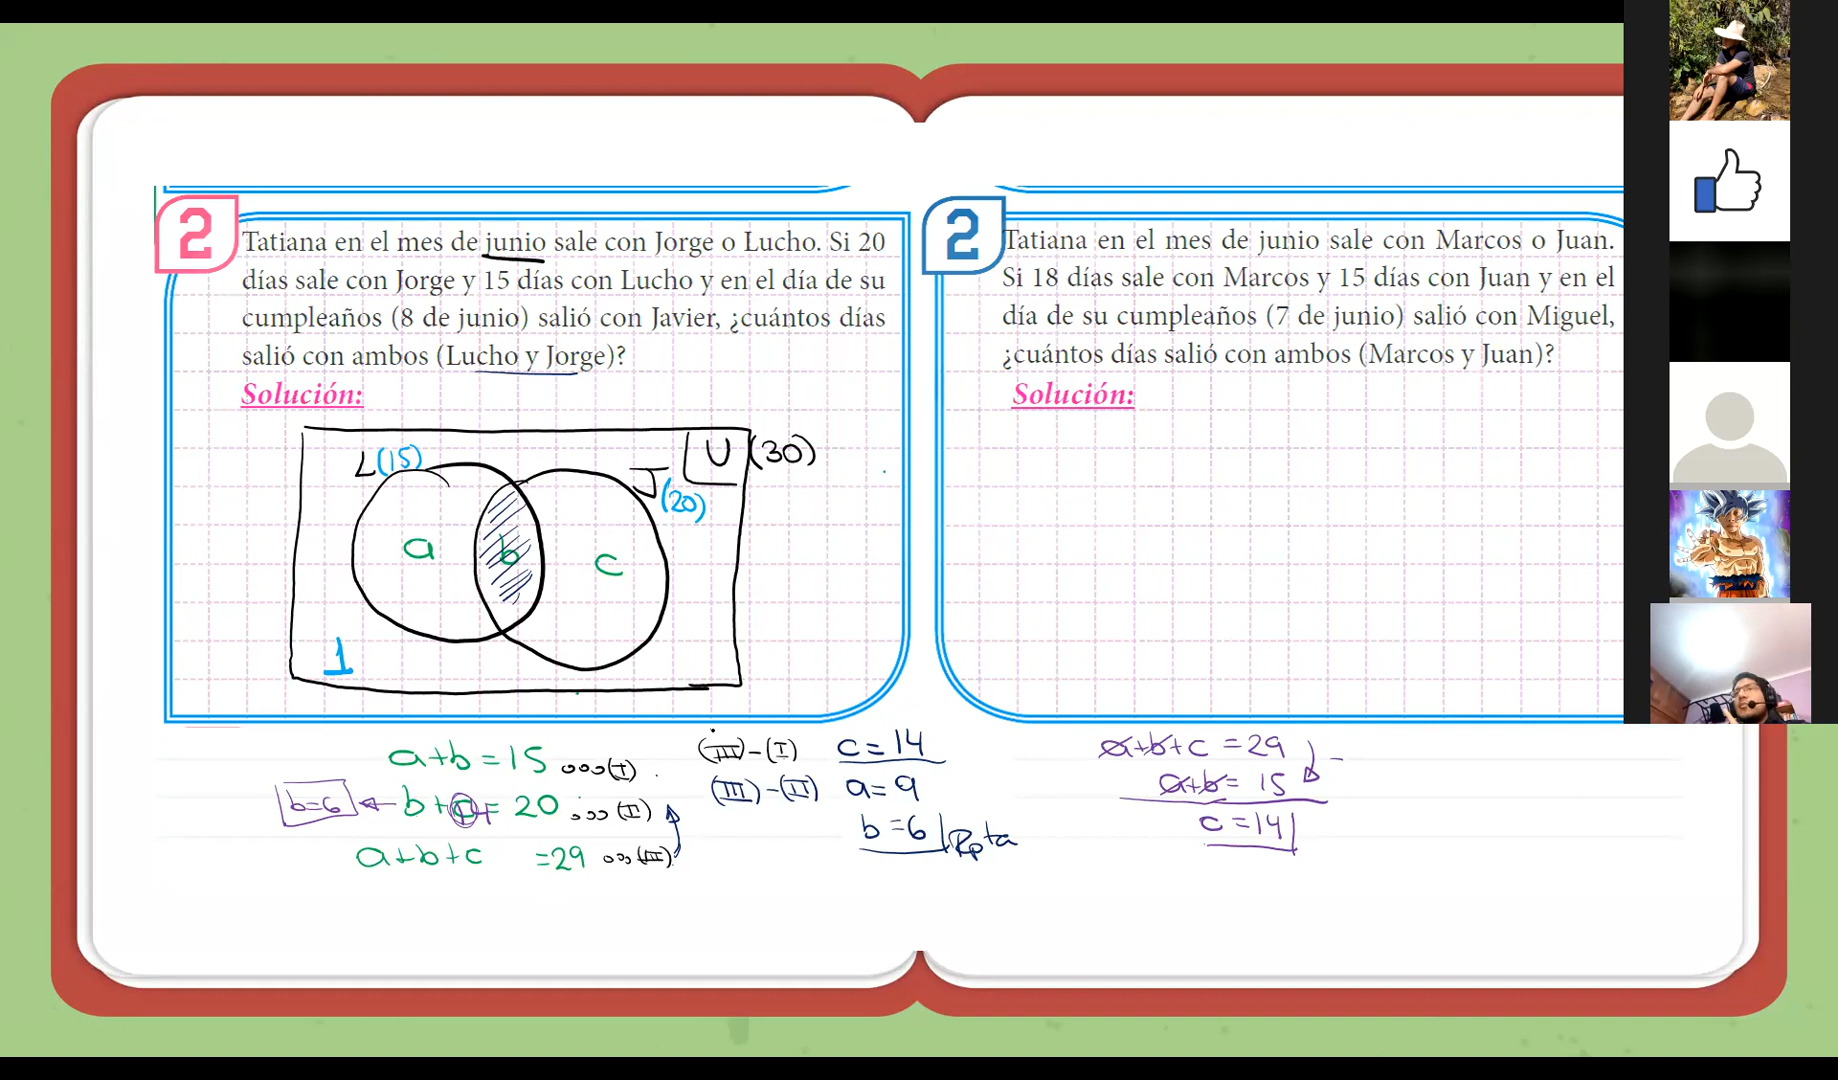 2
Tatiana en el mes de junio sale con Jorge o Lucho. Si 20
días sale con Jorge y 15 días con Lucho y en el día de su
cumpleaños (8 de junio) salió con Javier, ¿cuántos días
salió con ambos (Lucho y Jorge)?
Solución:
L(15)
J(20)
U(30)
a
b
c
1
2
Tatiana en el mes de junio sale con Marcos o Juan.
Si 18 días sale con Marcos y 15 días con Juan y en el
día de su cumpleaños (7 de junio) salió con Miguel,
¿cuántos días salió con ambos (Marcos y Juan)?
Solución:
a+b=15 ...(I)
b=6 ← b+c= 20 ...(II)
a+b+c =29 ...(III)
(III)-(I) c=14
(III)-(II) a=9
b=6 Rpta
a+b+c =29
a+b= 15
c=14